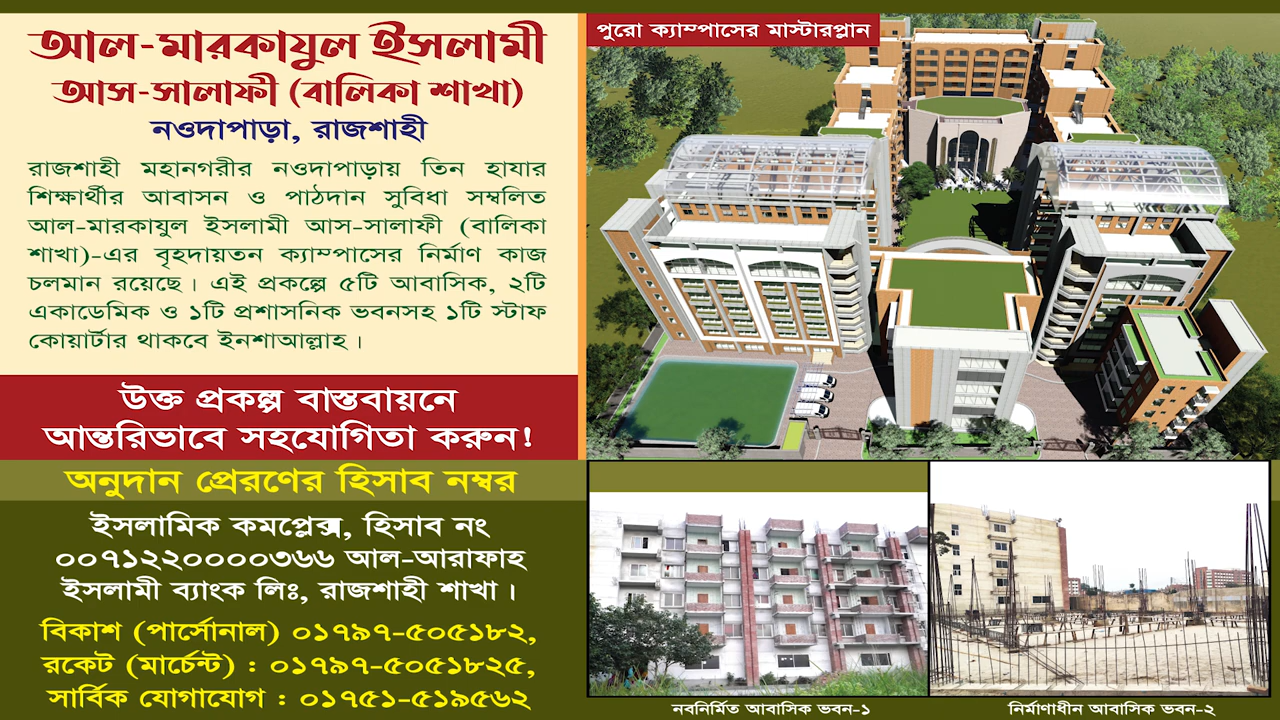 আল-মারকাযুল ইসলামী
আস-সালাফী (বালিকা শাখা)
নওদাপাড়া, রাজশাহী
রাজশাহী মহানগরীর নওদাপাড়ায় তিন হাযার
শিক্ষার্থীর আবাসন ও পাঠদান সুবিধা সম্বলিত
আল-মারকাযুল ইসলামী আস-সালাফী (বালিকা
শাখা)-এর বৃহদায়তন ক্যাম্পাসের নির্মাণ কাজ
চলমান রয়েছে। এই প্রকল্পে ৫টি আবাসিক, ২টি
একাডেমিক ও ১টি প্রশাসনিক ভবনসহ ১টি স্টাফ
কোয়ার্টার থাকবে ইনশাআল্লাহ।
উক্ত প্রকল্প বাস্তবায়নে
আন্তরিভাবে সহযোগিতা করুন!
অনুদান প্রেরণের হিসাব নম্বর
ইসলামিক কমপ্লেক্স, হিসাব নং
০০৭১২২০০০০৩৬৬ আল-আরাফাহ
ইসলামী ব্যাংক লিঃ, রাজশাহী শাখা।
বিকাশ (পার্সোনাল) ০১৭৯৭-৫০৫১৮২,
রকেট (মার্চেন্ট) : ০১৭৯৭-৫০৫১৮২৫,
সার্বিক যোগাযোগ : ০১৭৫১-৫১৯৫৬২
পুরো ক্যাম্পাসের মাস্টারপ্লান
নবনির্মিত আবাসিক ভবন-১
নির্মাণাধীন আবাসিক ভবন-২